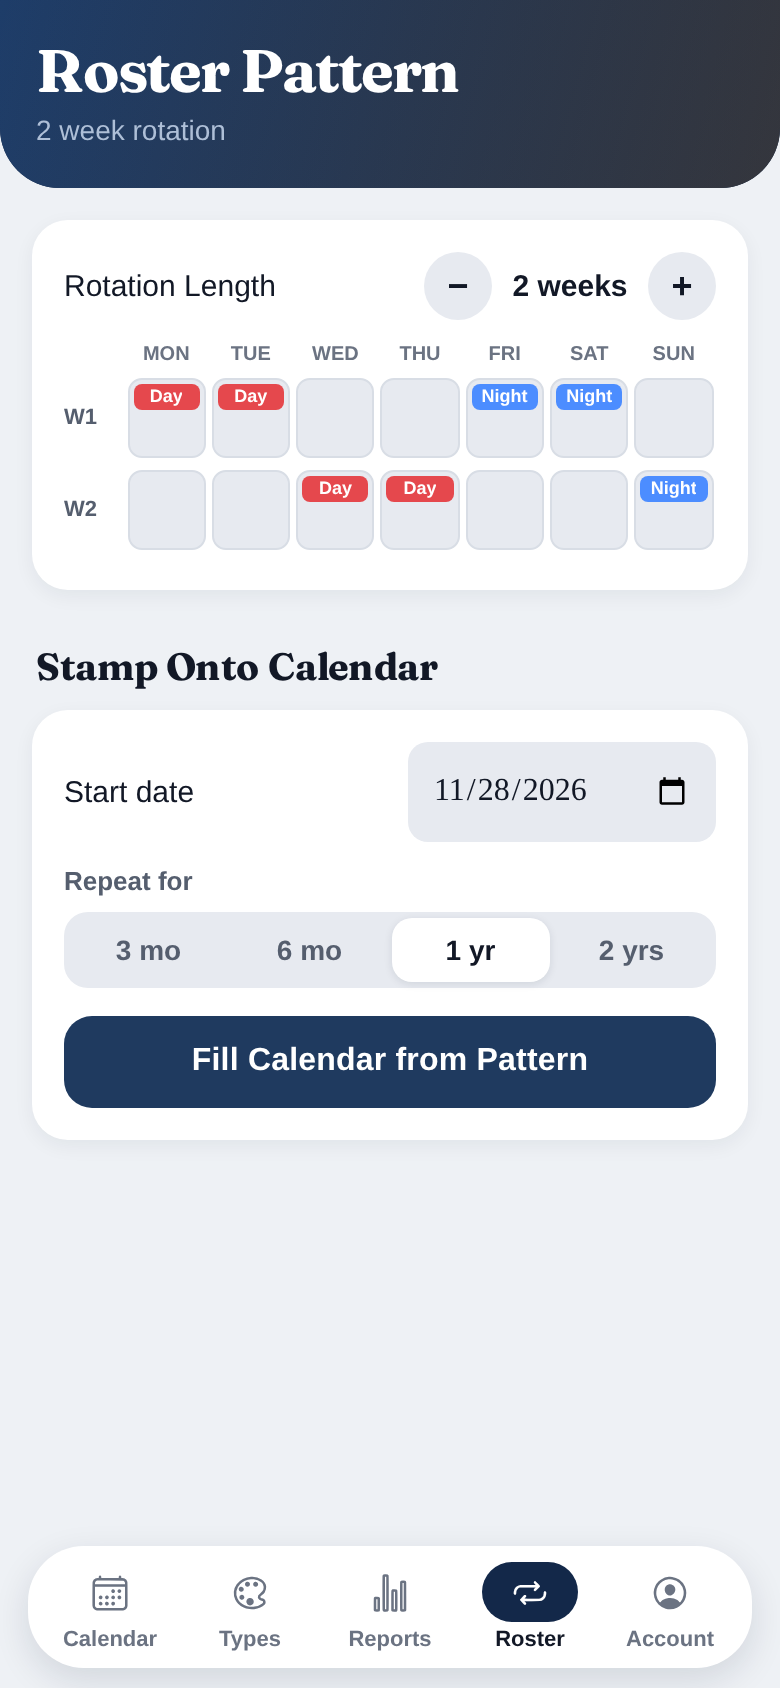 Roster Pattern
2 week rotation
Rotation Length − 2 weeks +
MON TUE WED THU FRI SAT SUN
W1 Day Day Night Night
W2 Day Day Night
Stamp Onto Calendar
Start date 11/28/2026
Repeat for
3 mo 6 mo 1 yr 2 yrs
Fill Calendar from Pattern
Calendar Types Reports Roster Account